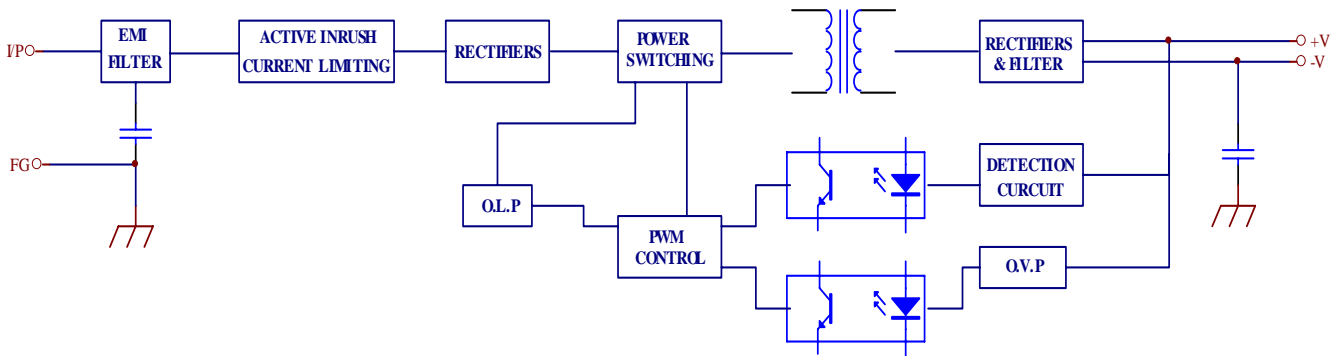 I/P
EMI
FILTER
ACTIVE INRUSH
CURRENT LIMITING
RECTIFIERS
POWER
SWITCHING
RECTIFIERS
& FILTER
+V
-V
FG
O.L.P
PWM
CONTROL
DETECTION
CURCUIT
O.V.P